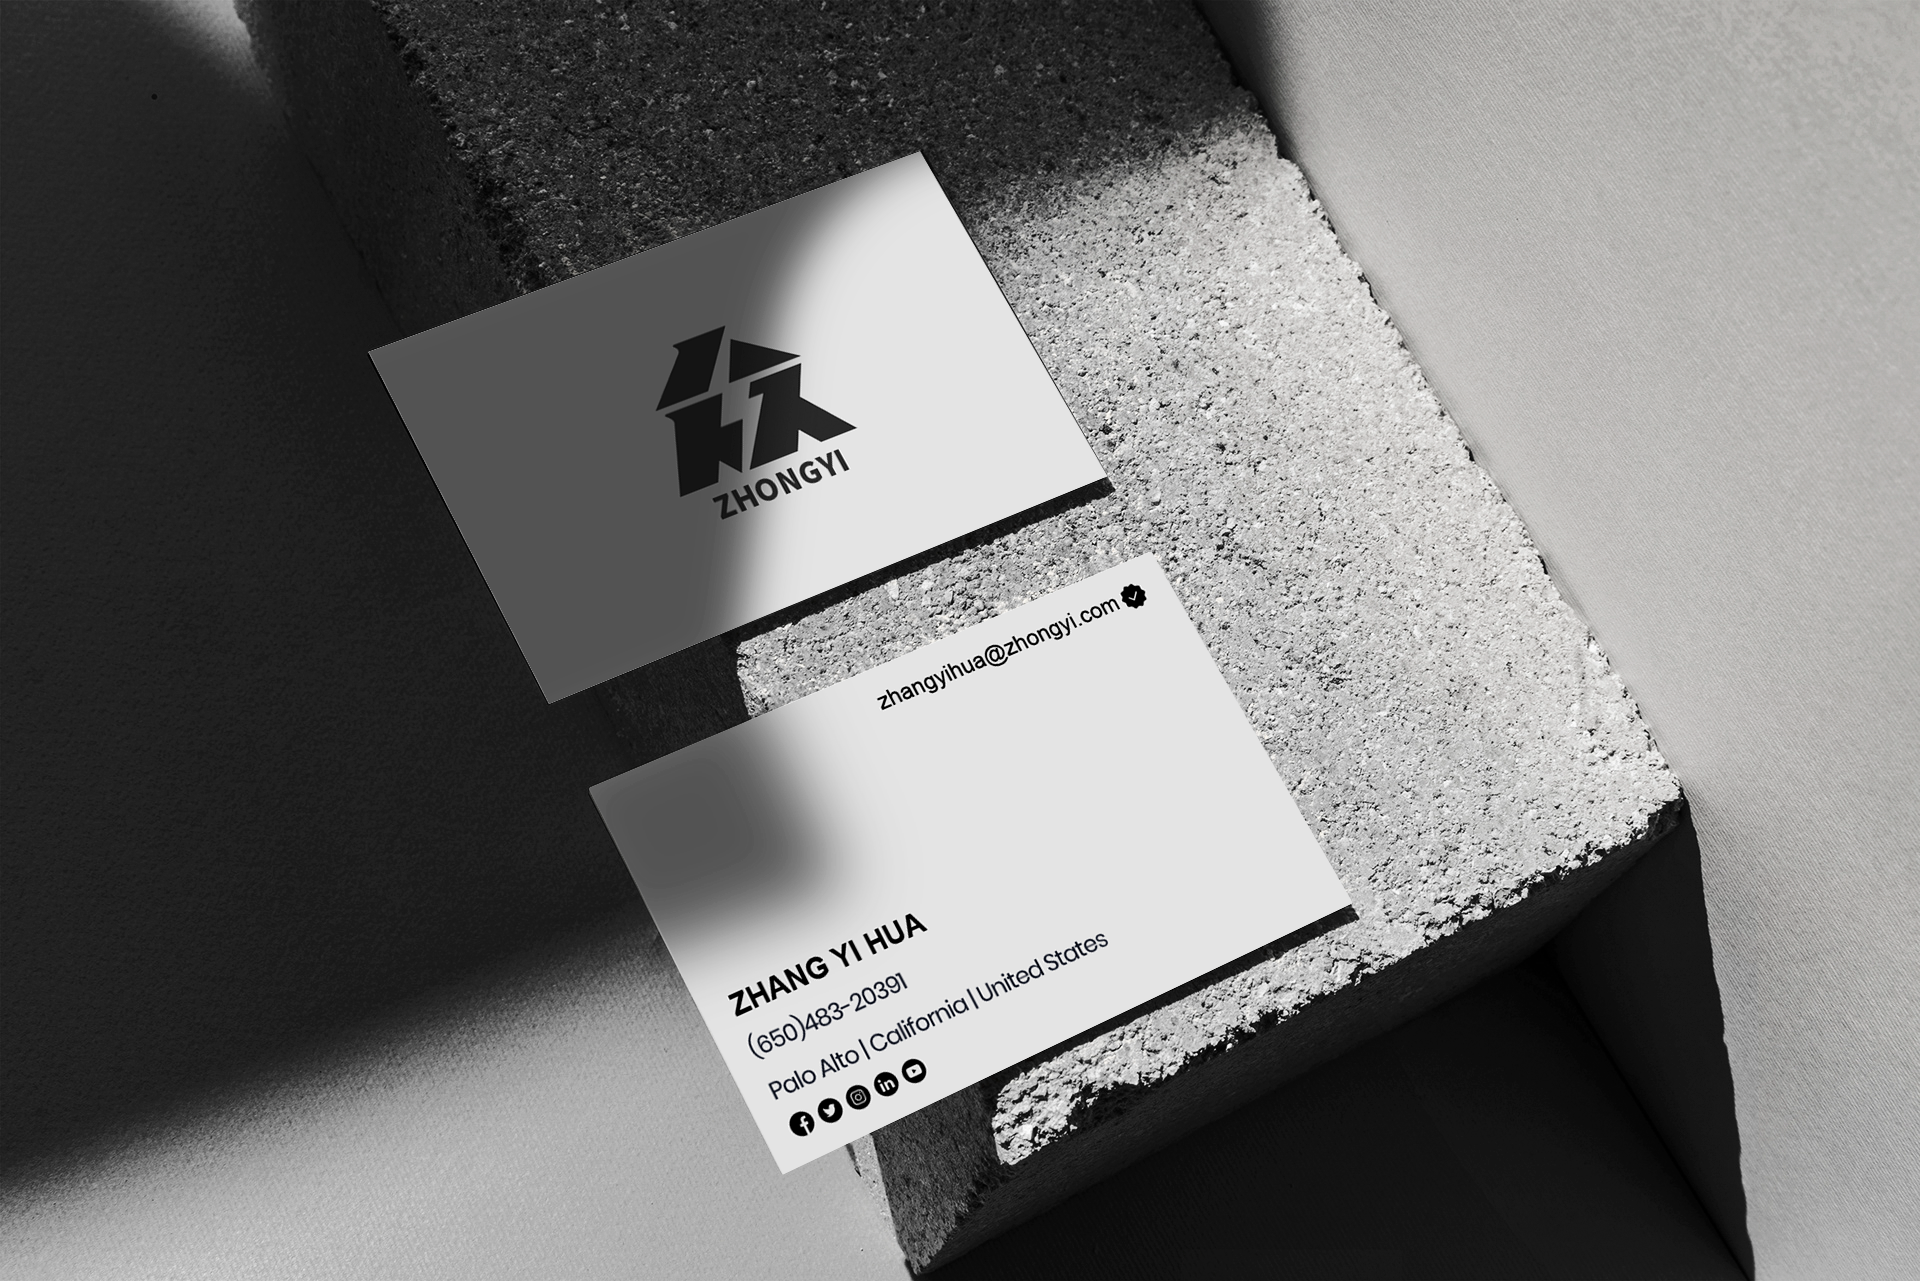 ZHONGYI
zhangyihua@zhongyi.com
ZHANG YI HUA
(650)483-20391
Palo Alto | California | United States